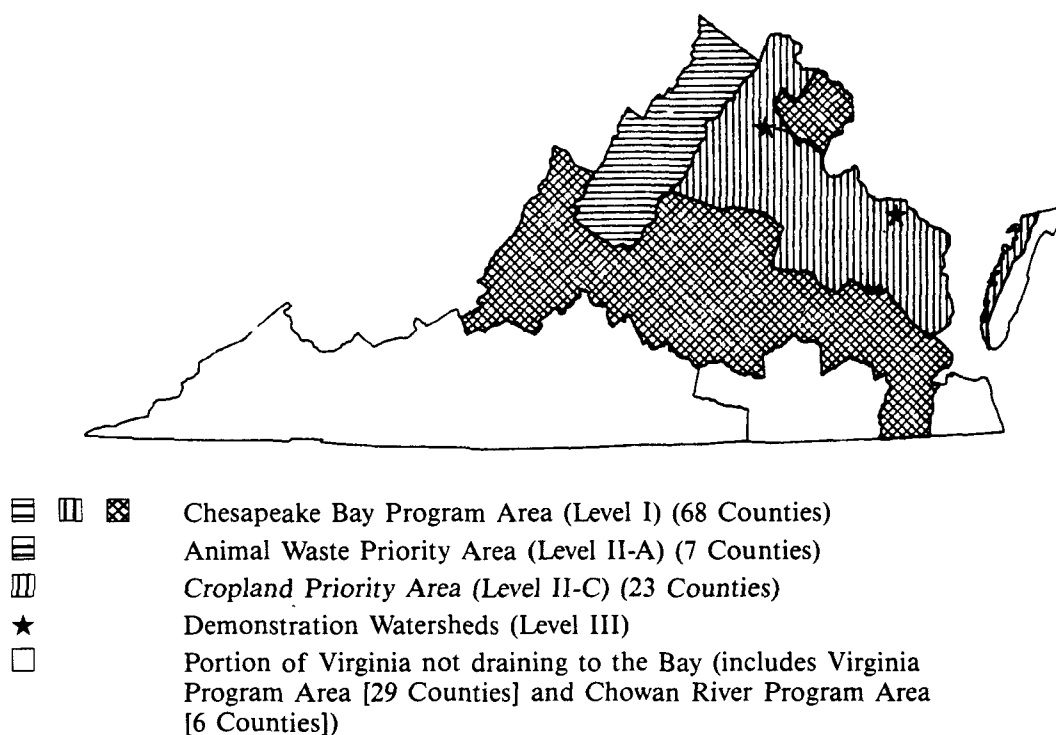 Chesapeake Bay Program Area (Level I) (68 Counties)
Animal Waste Priority Area (Level II-A) (7 Counties)
Cropland Priority Area (Level II-C) (23 Counties)
Demonstration Watersheds (Level III)
Portion of Virginia not draining to the Bay (includes Virginia
Program Area [29 Counties] and Chowan River Program Area
[6 Counties])